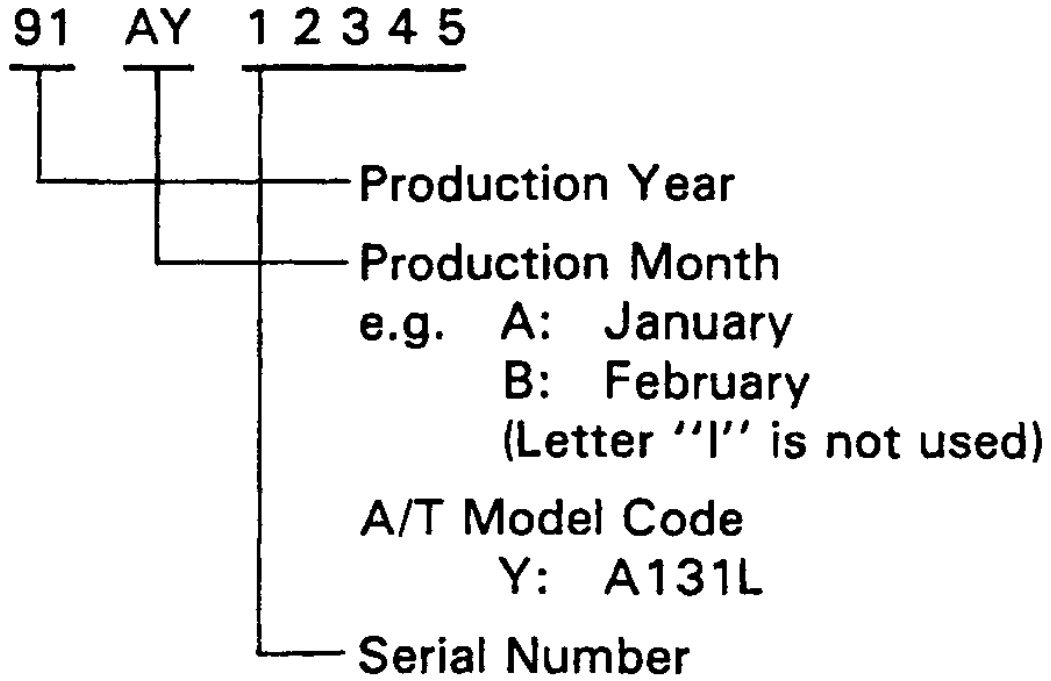 91 AY 1 2 3 4 5
Production Year
Production Month
e.g. A: January
B: February
(Letter ''I'' is not used)
A/T Model Code
Y: A131L
Serial Number